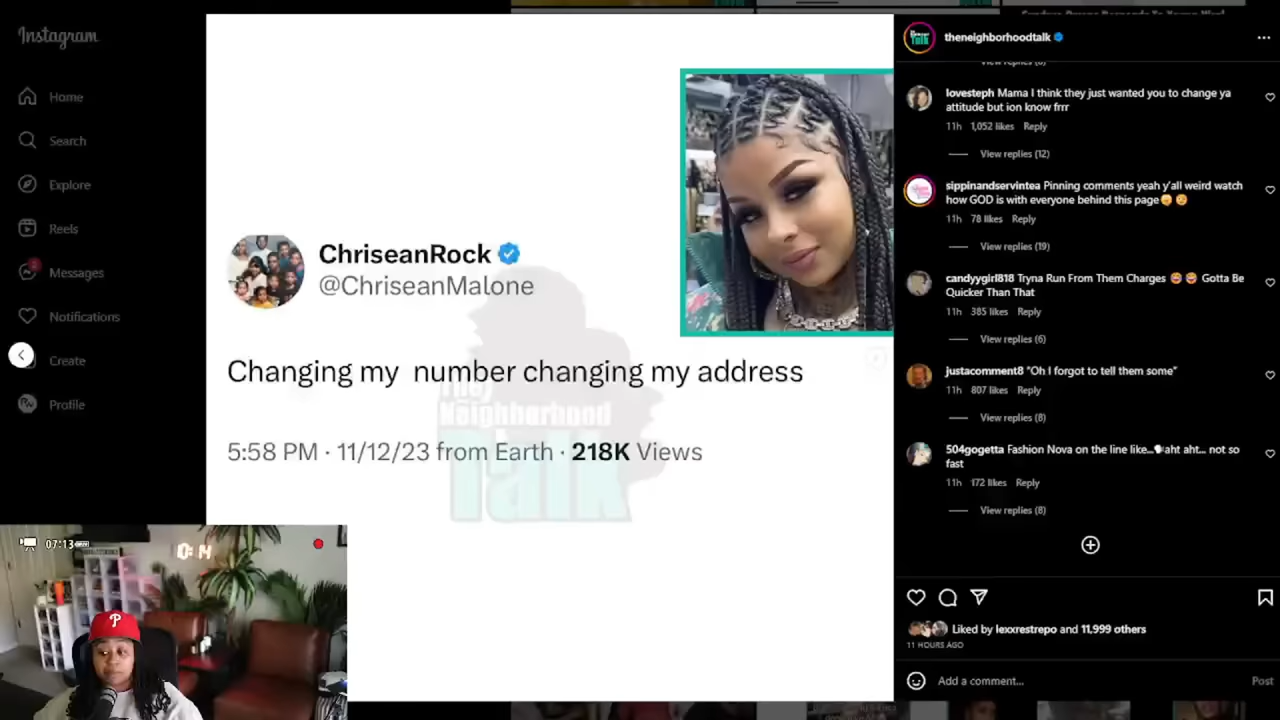 Instagram
Home
Search
Explore
Reels
Messages
Notifications
Create
Profile
ChriseanRock
@ChriseanMalone
Changing my  number changing my address
5:58 PM · 11/12/23 from Earth · 218K Views
They
Neighborhood
Talk
07:13
0:14
P
theneighborhoodtalk
lovesteph Mama I think they just wanted you to change ya
attitude but ion know frrr
11h 1,052 likes Reply
View replies (12)
sippinandservintea Pinning comments yeah y'all weird watch
how GOD is with everyone behind this page
11h 78 likes Reply
View replies (19)
candyygirl818 Tryna Run From Them Charges 🤣 🤣 Gotta Be
Quicker Than That
11h 385 likes Reply
View replies (6)
justacomment8 "Oh I forgot to tell them some"
11h 807 likes Reply
View replies (8)
504gogetta Fashion Nova on the line like...🗣️aht aht... not so
fast
11h 172 likes Reply
View replies (8)
Liked by lexxrestrepo and 11,999 others
11 HOURS AGO
Add a comment...
Post